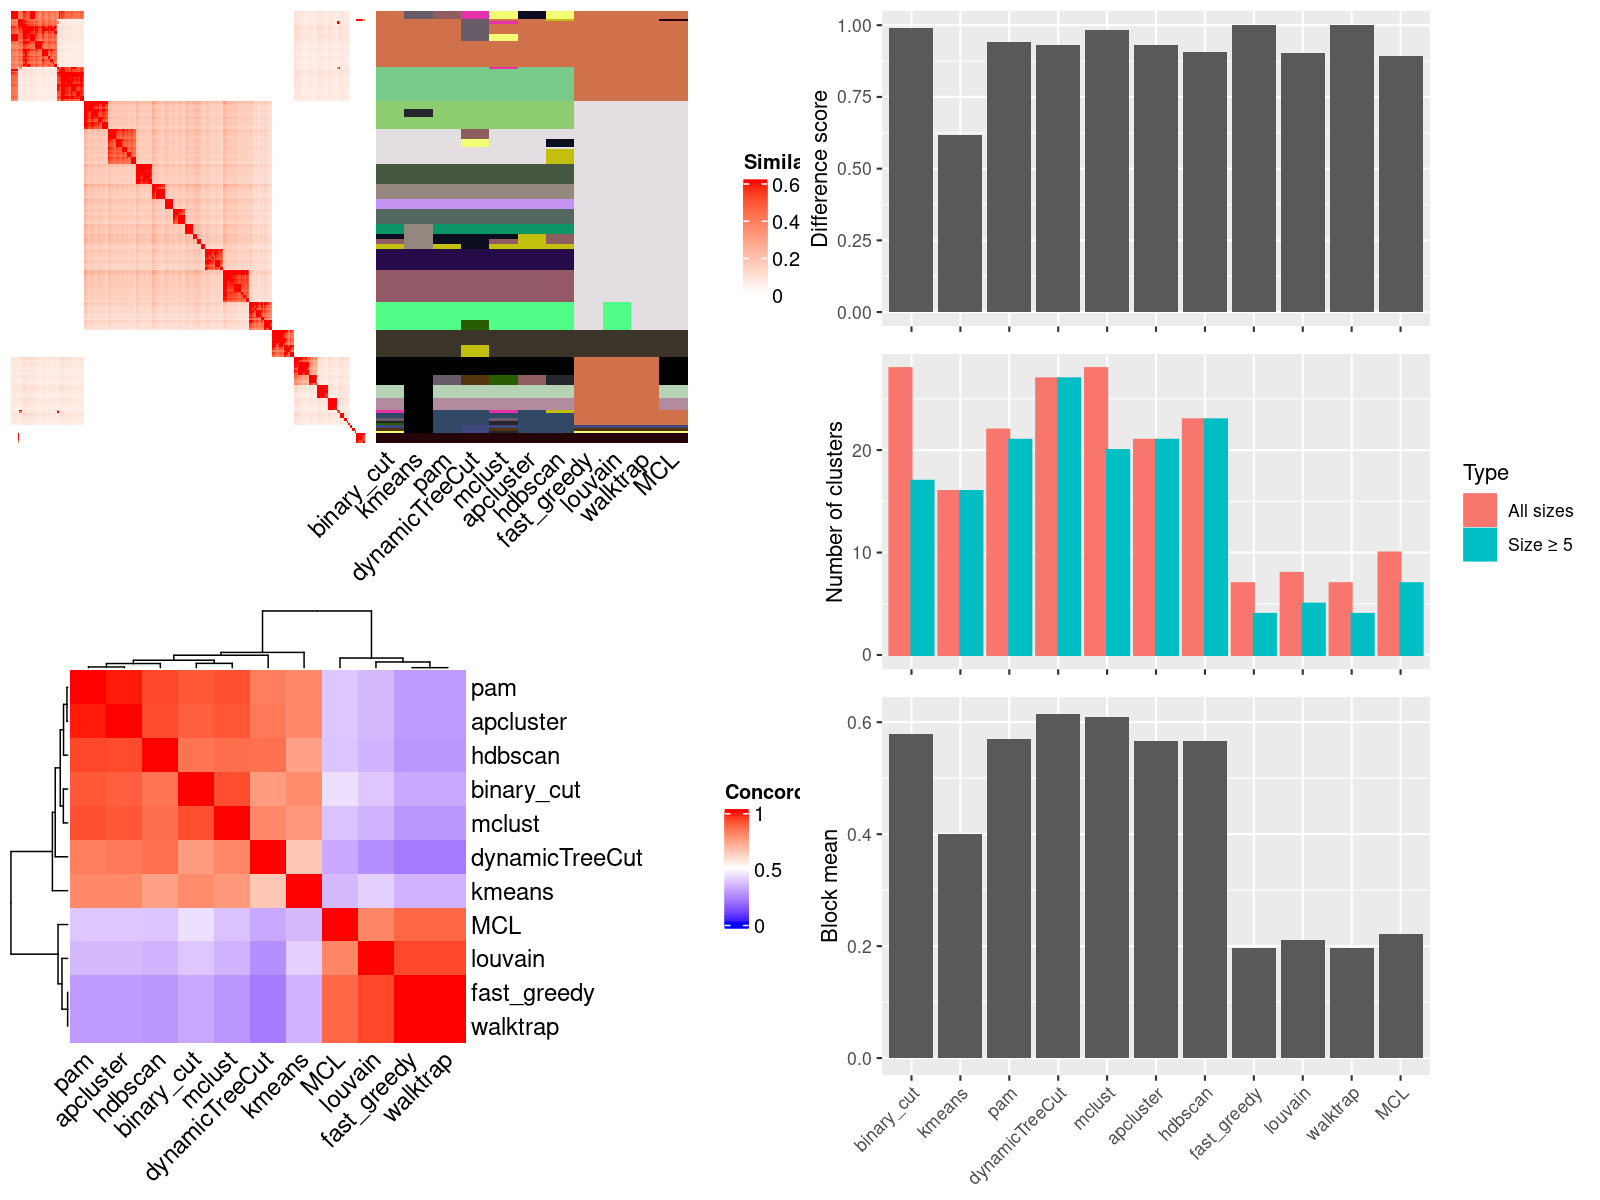 Simila
0.6
0.4
0.2
0
binary_cut
kmeans
pam
dynamicTreeCut
mclust
apcluster
hdbscan
fast_greedy
louvain
walktrap
MCL
Difference score
1.00
0.75
0.50
0.25
0.00
Number of clusters
20
10
0
Type
All sizes
Size ≥ 5
pam
apcluster
hdbscan
binary_cut
mclust
dynamicTreeCut
kmeans
MCL
louvain
fast_greedy
walktrap
Concord
1
0.5
0
pam
apcluster
hdbscan
binary_cut
mclust
dynamicTreeCut
kmeans
MCL
louvain
fast_greedy
walktrap
Block mean
0.6
0.4
0.2
0.0
binary_cut
kmeans
pam
dynamicTreeCut
mclust
apcluster
hdbscan
fast_greedy
louvain
walktrap
MCL